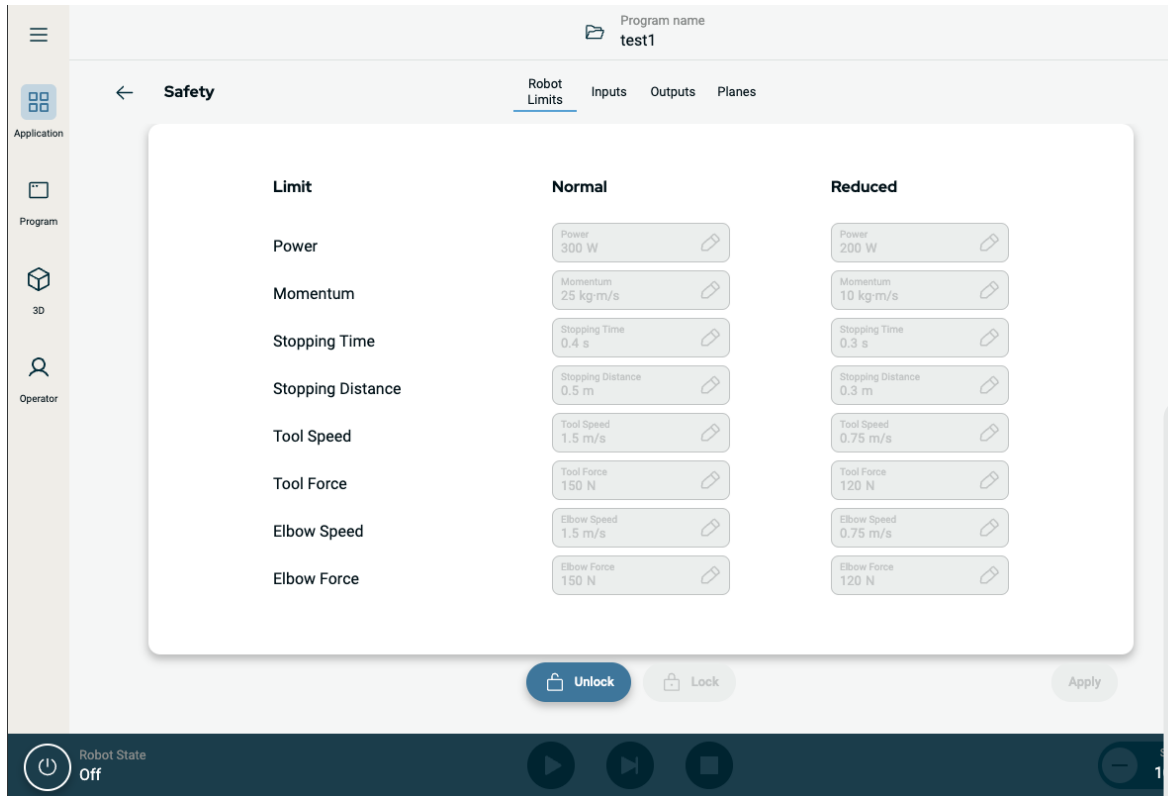 Program name
test1
Application
Program
3D
Operator
Safety
Robot
Limits
Inputs
Outputs
Planes
Limit
Normal
Reduced
Power
Power
300 W
Power
200 W
Momentum
Momentum
25 kg·m/s
Momentum
10 kg·m/s
Stopping Time
Stopping Time
0.4 s
Stopping Time
0.3 s
Stopping Distance
Stopping Distance
0.5 m
Stopping Distance
0.3 m
Tool Speed
Tool Speed
1.5 m/s
Tool Speed
0.75 m/s
Tool Force
Tool Force
150 N
Tool Force
120 N
Elbow Speed
Elbow Speed
1.5 m/s
Elbow Speed
0.75 m/s
Elbow Force
Elbow Force
150 N
Elbow Force
120 N
Unlock
Lock
Apply
Robot State
Off